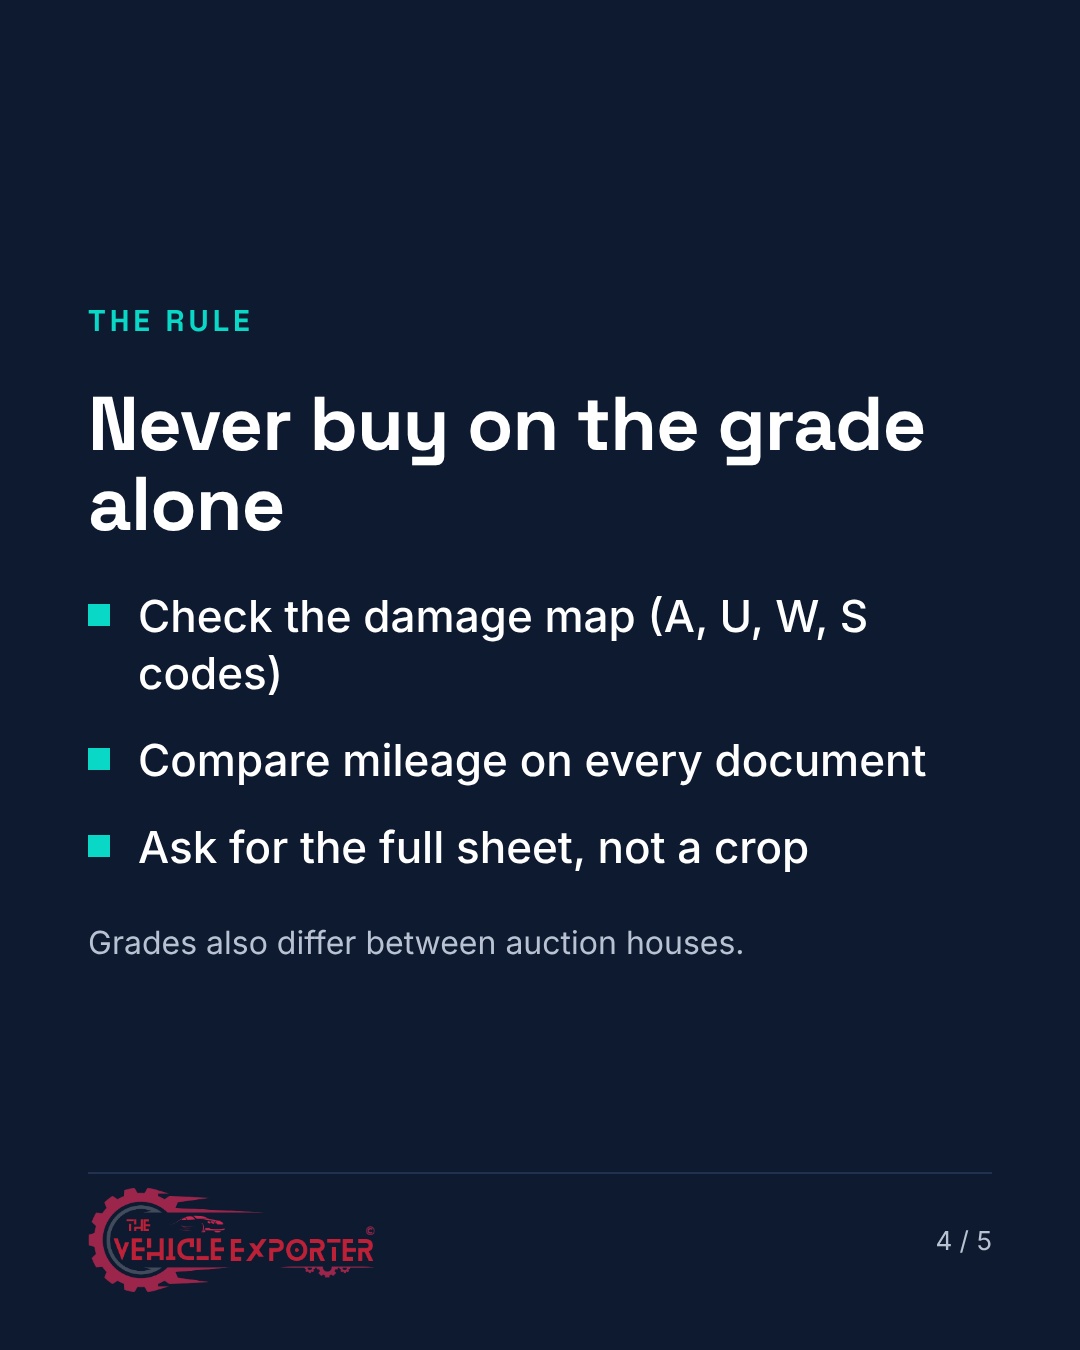 THE RULE
Never buy on the grade
alone
Check the damage map (A, U, W, S
codes)
Compare mileage on every document
Ask for the full sheet, not a crop
Grades also differ between auction houses.
THE
VEHICLE EXPORTER ©
4 / 5